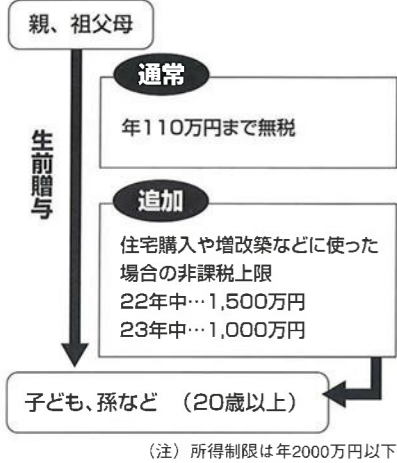 親、祖父母
生前贈与
通常
年110万円まで無税
追加
住宅購入や増改築などに使った
場合の非課税上限
22年中…1,500万円
23年中…1,000万円
子ども、孫など （20歳以上）
（注）所得制限は年2000万円以下